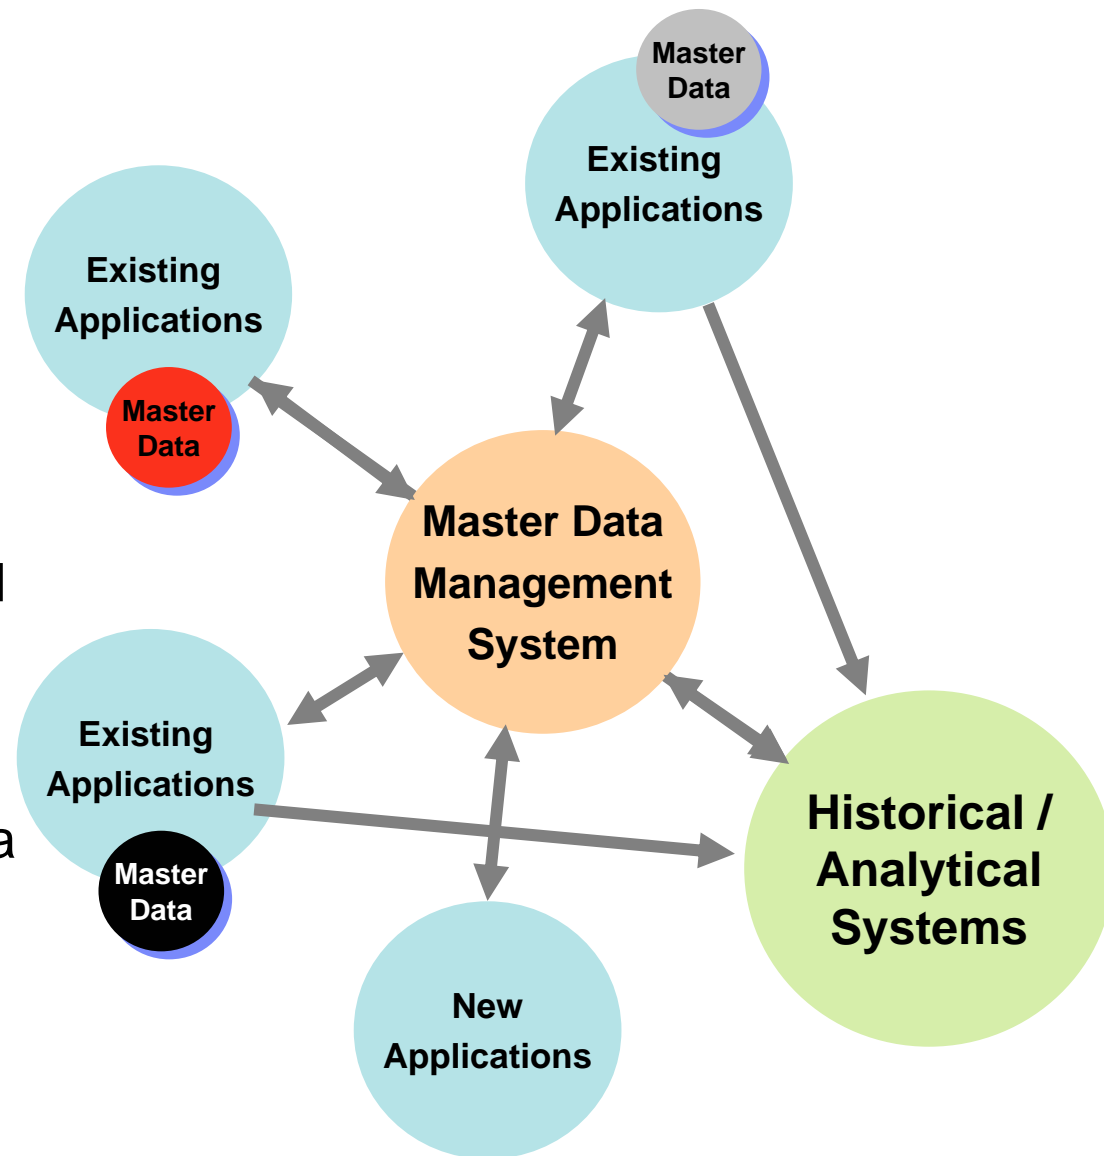 Master
Data
Existing
Applications
Existing
Applications
Master
Data
Master Data
Management
System
Existing
Applications
Master
Data
a
Historical /
Analytical
Systems
New
Applications